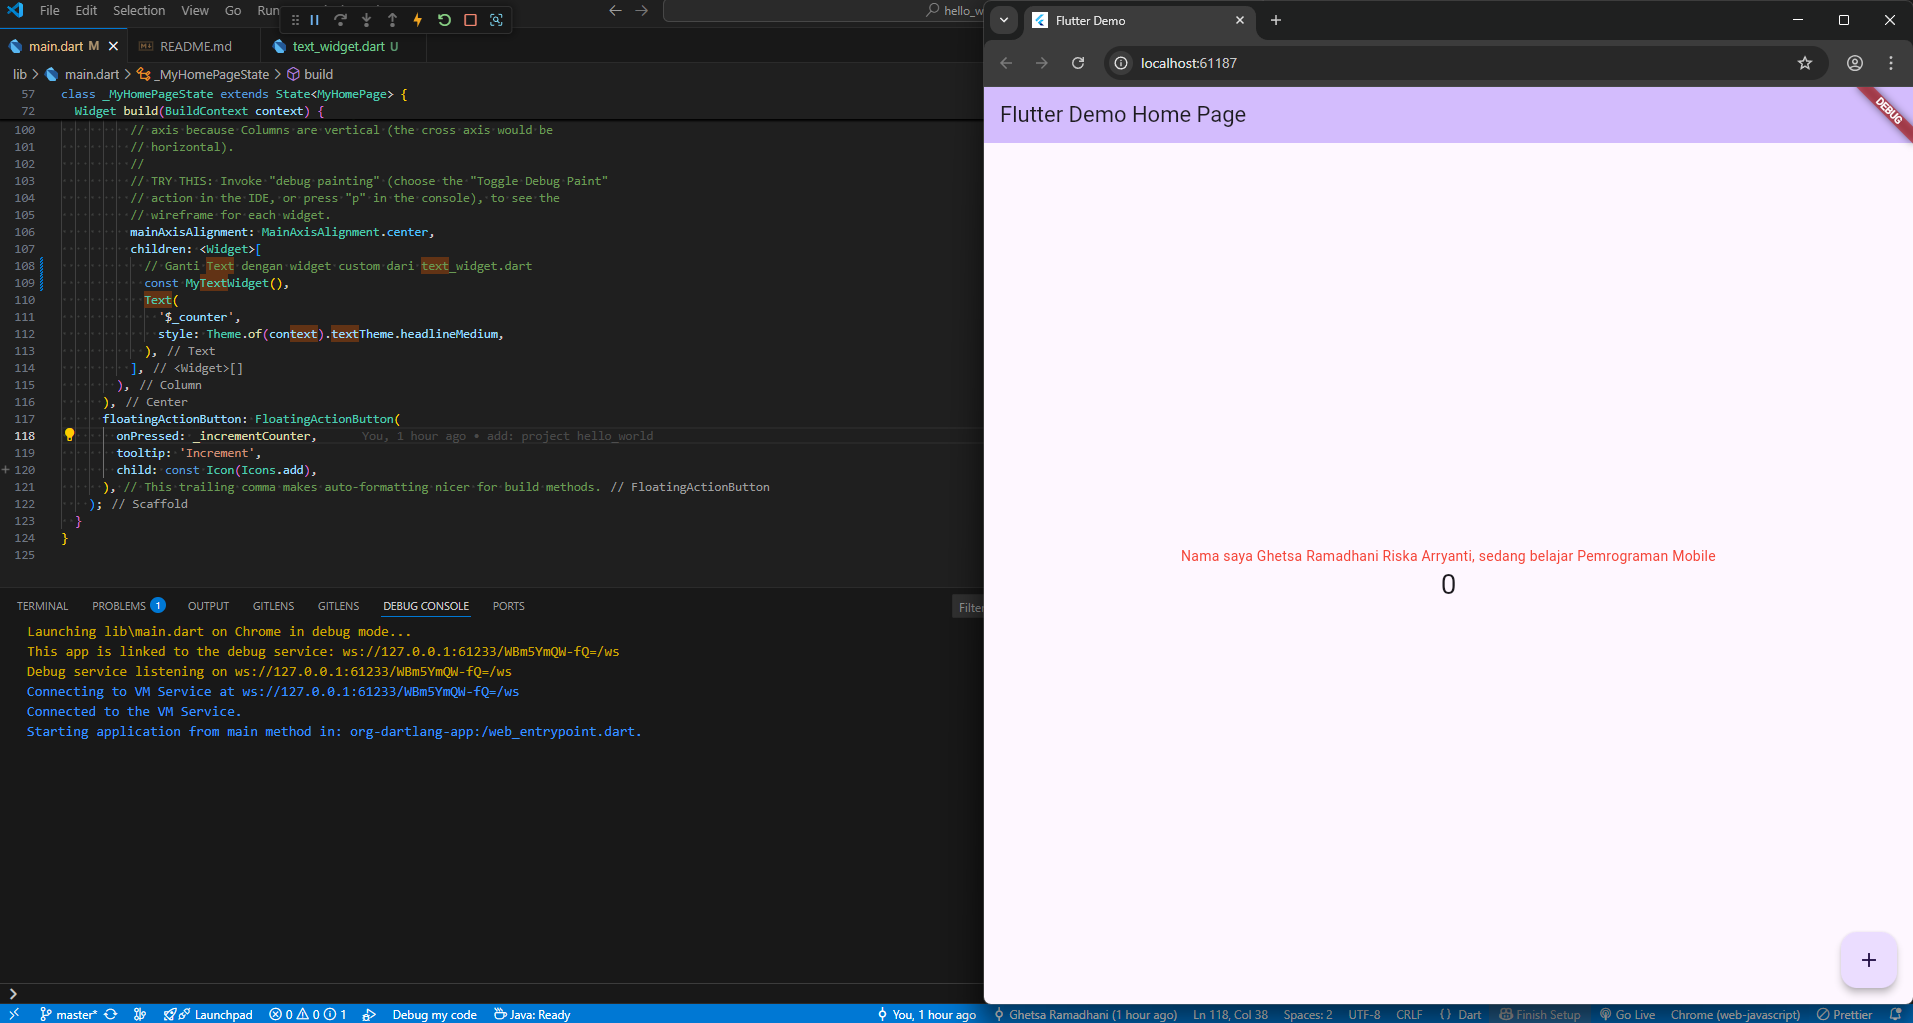 File Edit Selection View Go Run
hello_w
main.dart M
README.md
text_widget.dart U
lib > main.dart > _MyHomePageState > build
57 class _MyHomePageState extends State<MyHomePage> {
72 Widget build(BuildContext context) {
100 // axis because Columns are vertical (the cross axis would be
101 // horizontal).
102 //
103 // TRY THIS: Invoke "debug painting" (choose the "Toggle Debug Paint"
104 // action in the IDE, or press "p" in the console), to see the
105 // wireframe for each widget.
106 mainAxisAlignment: MainAxisAlignment.center,
107 children: <Widget>[
108 // Ganti Text dengan widget custom dari text_widget.dart
109 const MyTextWidget(),
110 Text(
111 '$_counter',
112 style: Theme.of(context).textTheme.headlineMedium,
113 ), // Text
114 ], // <Widget>[]
115 ), // Column
116 ), // Center
117 floatingActionButton: FloatingActionButton(
118 onPressed: _incrementCounter, You, 1 hour ago • add: project hello_world
119 tooltip: 'Increment',
120 child: const Icon(Icons.add),
121 ), // This trailing comma makes auto-formatting nicer for build methods. // FloatingActionButton
122 ); // Scaffold
123 }
124 }
125
TERMINAL PROBLEMS 1 OUTPUT GITLENS GITLENS DEBUG CONSOLE PORTS
Filter
Launching lib\main.dart on Chrome in debug mode...
This app is linked to the debug service: ws://127.0.0.1:61233/WBm5YmQW-fQ=/ws
Debug service listening on ws://127.0.0.1:61233/WBm5YmQW-fQ=/ws
Connecting to VM Service at ws://127.0.0.1:61233/WBm5YmQW-fQ=/ws
Connected to the VM Service.
Starting application from main method in: org-dartlang-app:/web_entrypoint.dart.
Flutter Demo
localhost:61187
Flutter Demo Home Page
DEBUG
Nama saya Ghetsa Ramadhani Riska Arryanti, sedang belajar Pemrograman Mobile
0
master* Launchpad 0 0 1 Debug my code Java: Ready You, 1 hour ago Ghetsa Ramadhani (1 hour ago) Ln 118, Col 38 Spaces: 2 UTF-8 CRLF {} Dart Finish Setup Go Live Chrome (web-javascript) Prettier